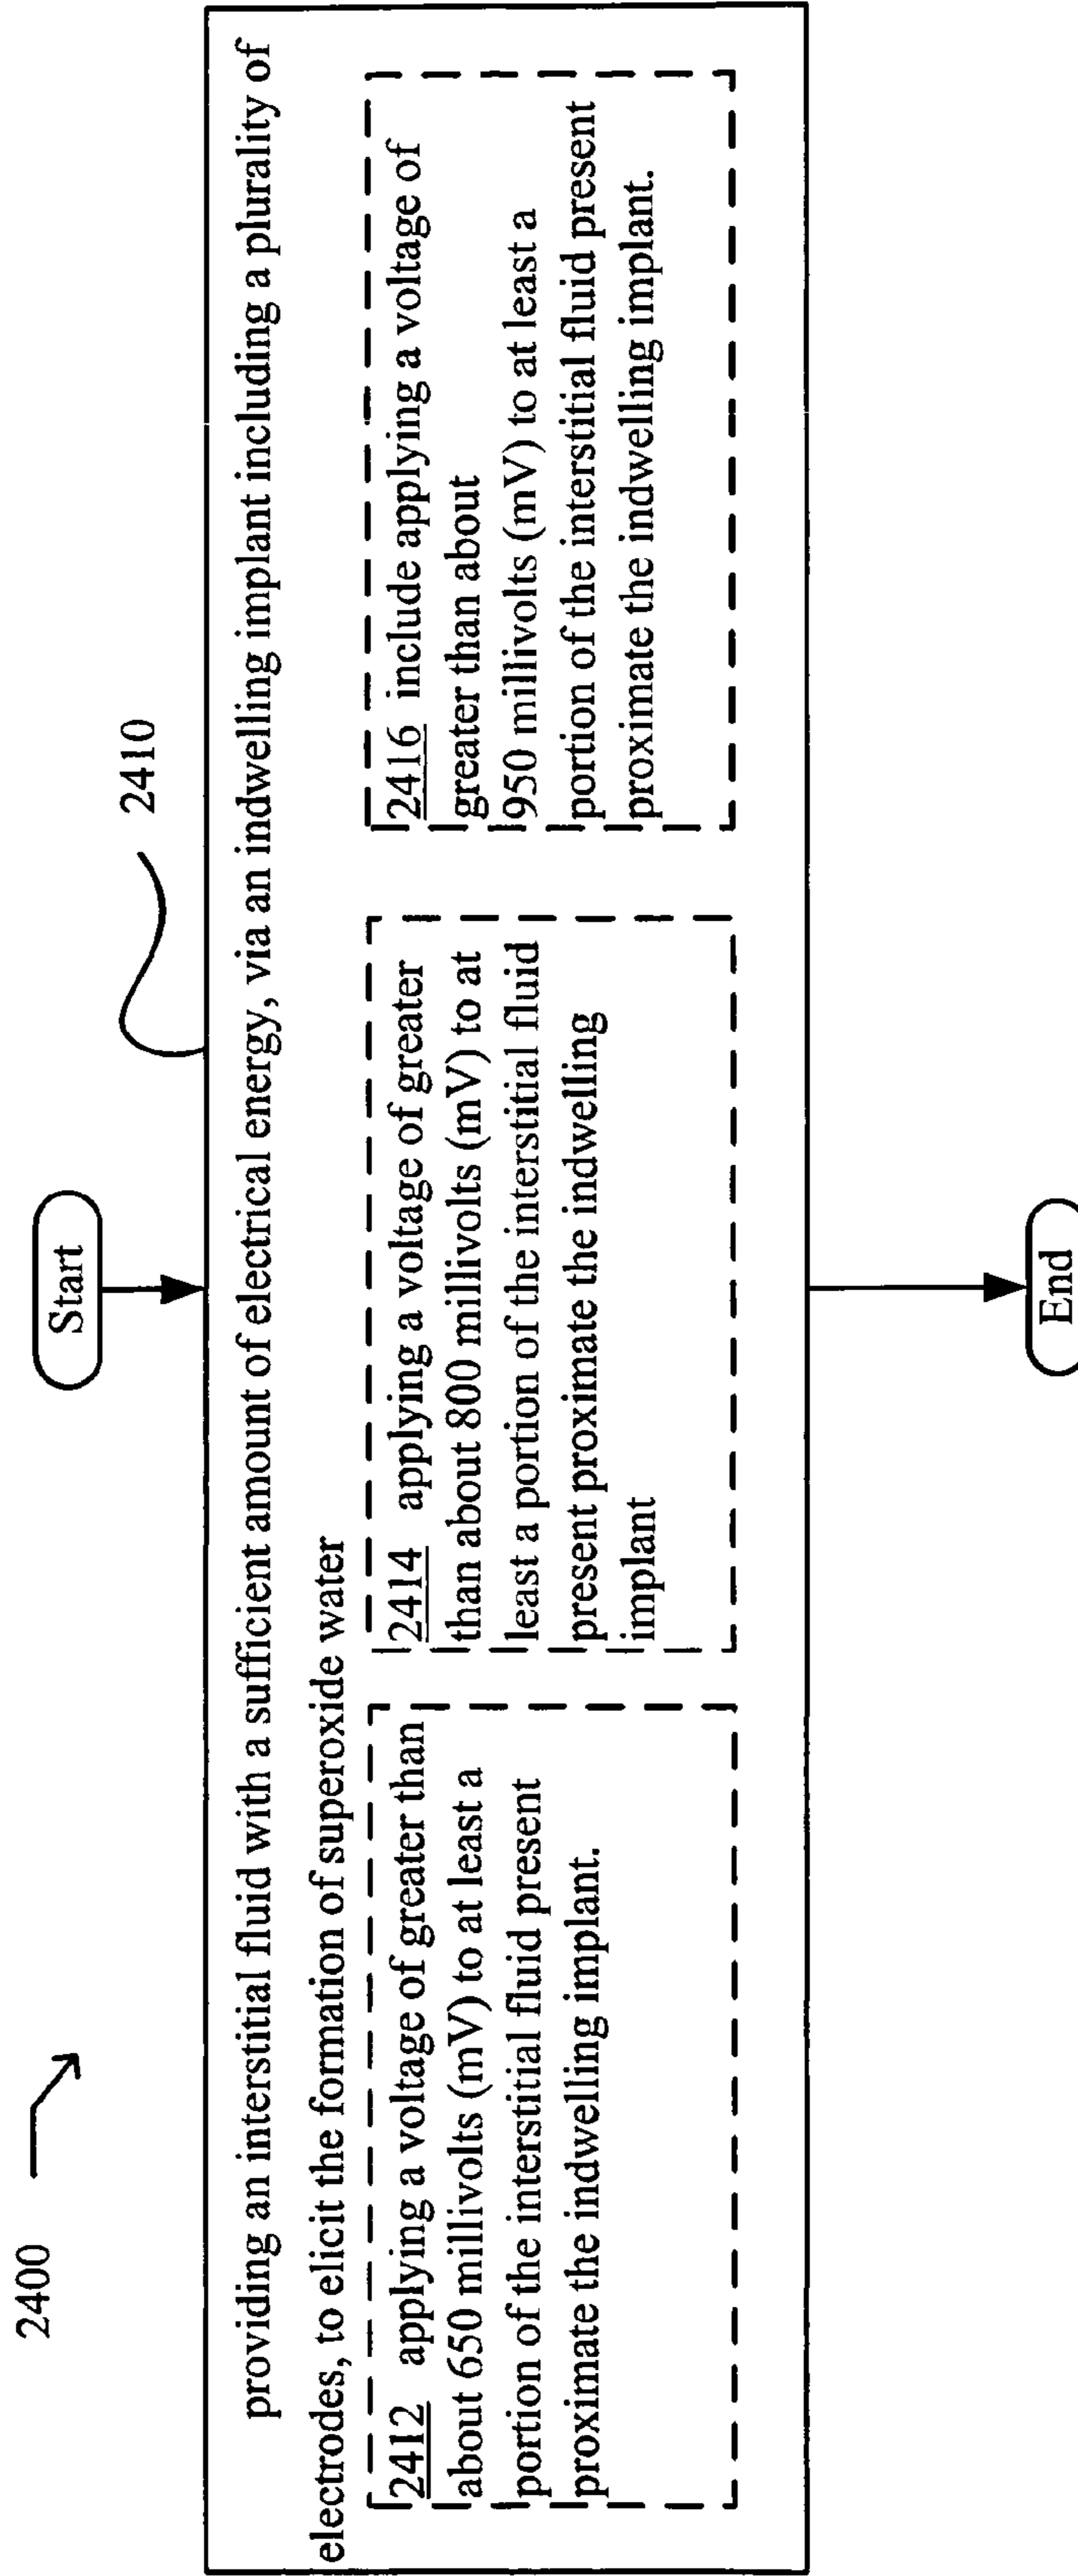 2400
Start
2410
providing an interstitial fluid with a sufficient amount of electrical energy, via an indwelling implant including a plurality of
electrodes, to elicit the formation of superoxide water
2412 applying a voltage of greater than
about 650 millivolts (mV) to at least a
portion of the interstitial fluid present
proximate the indwelling implant.
2414 applying a voltage of greater
than about 800 millivolts (mV) to at
least a portion of the interstitial fluid
present proximate the indwelling
implant
2416 include applying a voltage of
greater than about
950 millivolts (mV) to at least a
portion of the interstitial fluid present
proximate the indwelling implant.
End